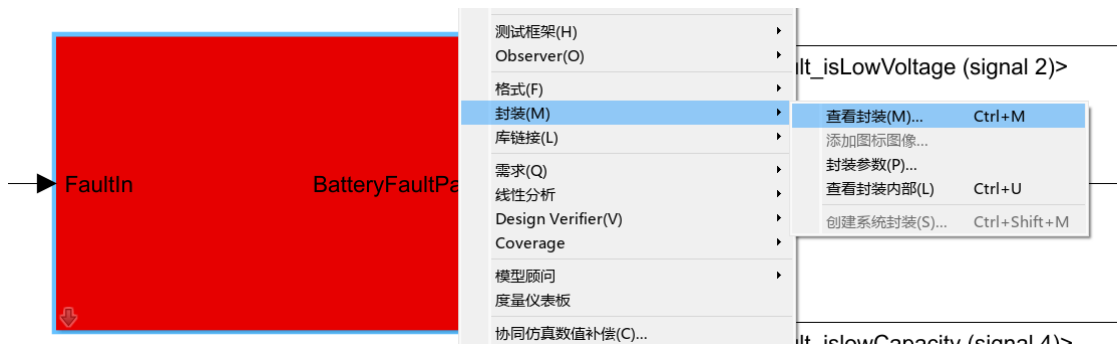 FaultIn
BatteryFaultPa
测试框架(H)
Observer(O)
格式(F)
封装(M)
库链接(L)
需求(Q)
线性分析
Design Verifier(V)
Coverage
模型顾问
度量仪表板
协同仿真数值补偿(C)...
查看封装(M)... Ctrl+M
添加图标图像...
封装参数(P)...
查看封装内部(L) Ctrl+U
创建系统封装(S)... Ctrl+Shift+M
ult_isLowVoltage (signal 2)>
ult_islowCapacity (signal 4)>